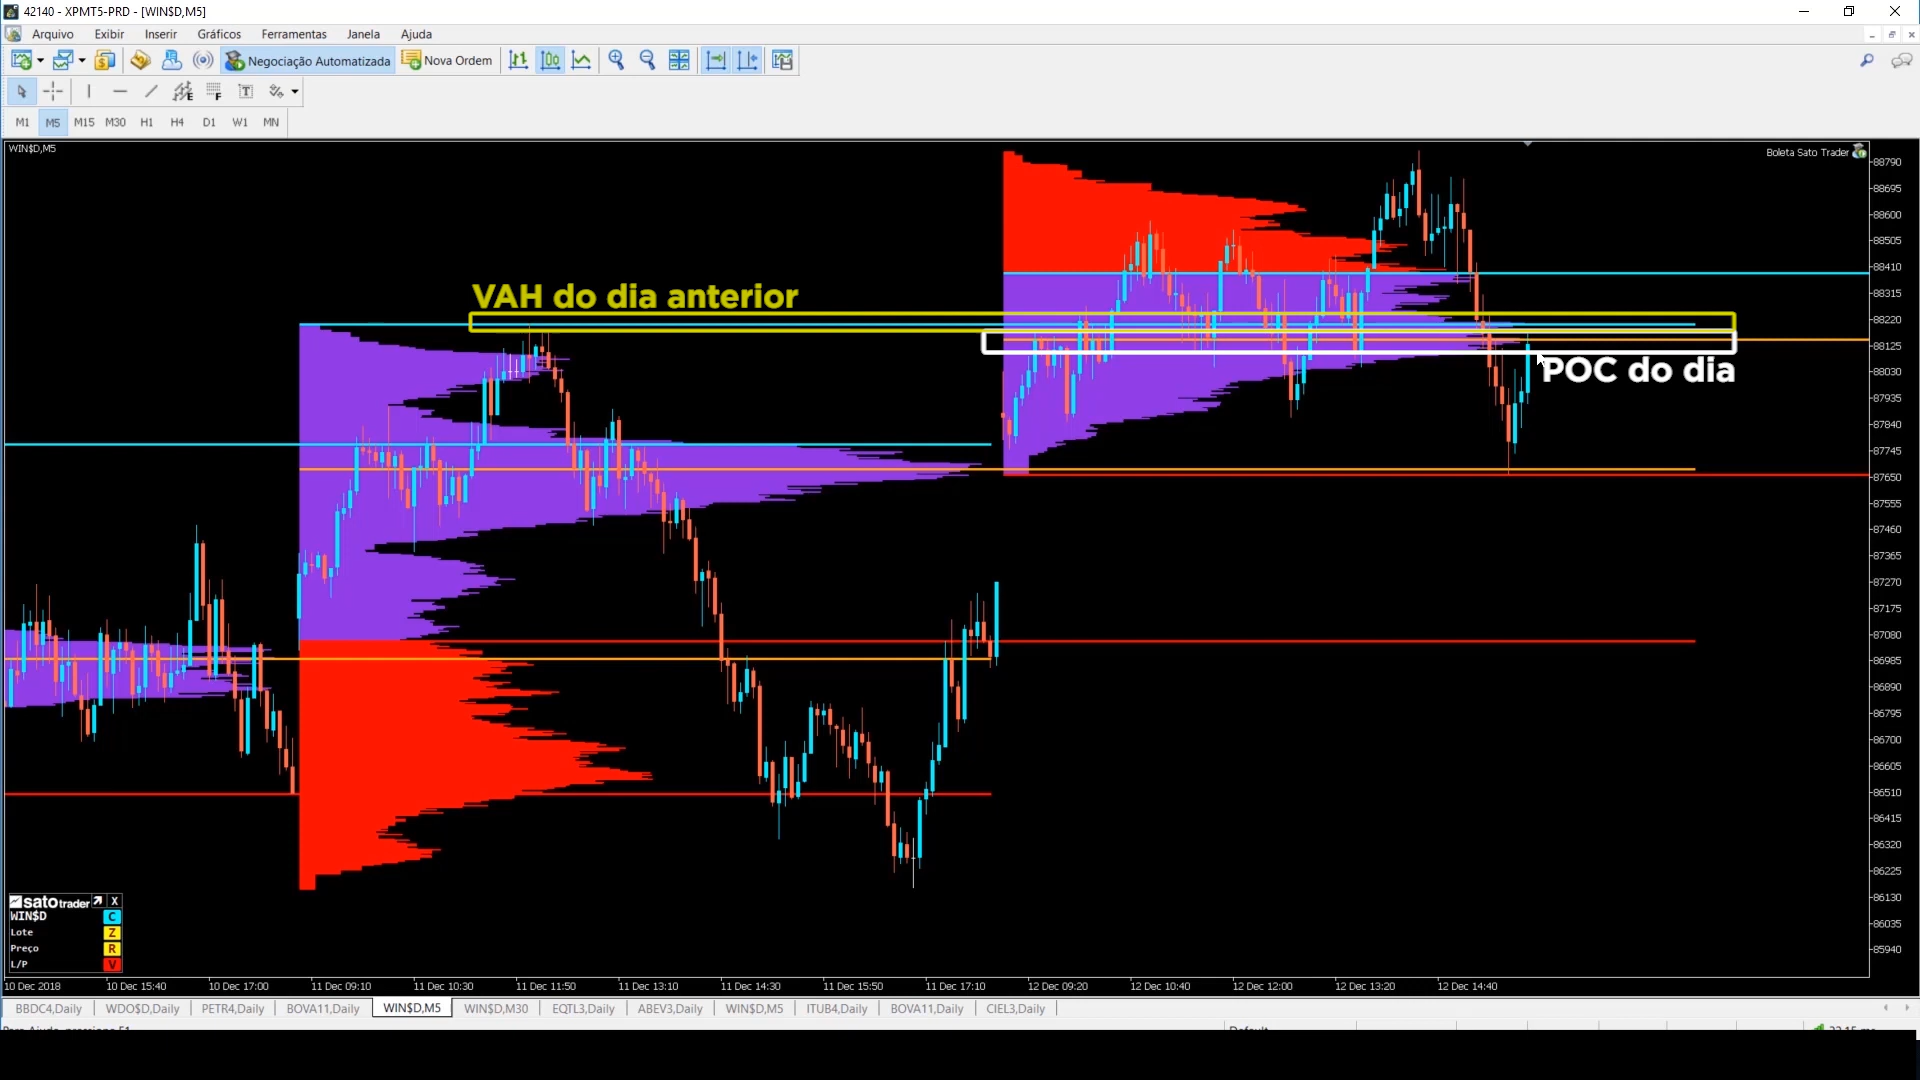 42140 - XPMT5-PRD - [WIN$D,M5]
Arquivo Exibir Inserir Gráficos Ferramentas Janela Ajuda
Negociação Automatizada Nova Ordem
M1 M5 M15 M30 H1 H4 D1 W1 MN
WIN$D,M5
Boleta Sato Trader
88790
88695
88600
88505
88410
88315
88220
88125
88030
87935
87840
87745
87650
87555
87460
87365
87270
87175
87080
86985
86890
86795
86700
86605
86510
86415
86320
86225
86130
86035
85940
VAH do dia anterior
POC do dia
satotrader X
WIN$D C
Lote Z
Preço R
L/P V
10 Dec 2018 10 Dec 15:40 10 Dec 17:00 11 Dec 09:10 11 Dec 10:30 11 Dec 11:50 11 Dec 13:10 11 Dec 14:30 11 Dec 15:50 11 Dec 17:10 12 Dec 09:20 12 Dec 10:40 12 Dec 12:00 12 Dec 13:20 12 Dec 14:40
BBDC4,Daily WDO$D,Daily PETR4,Daily BOVA11,Daily WIN$D,M5 WIN$D,M30 EQTL3,Daily ABEV3,Daily WIN$D,M5 ITUB4,Daily BOVA11,Daily CIEL3,Daily